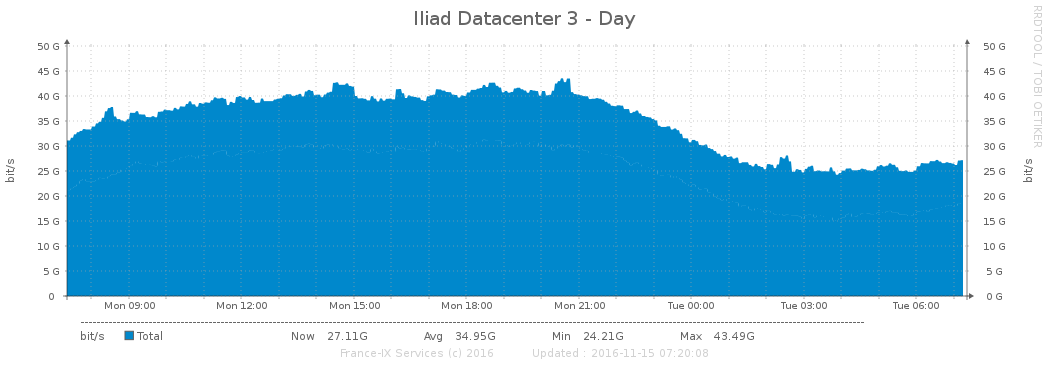 Iliad Datacenter 3 - Day
RRDTOOL / TOBI OETIKER
50 G 50 G
45 G 45 G
40 G 40 G
35 G 35 G
30 G 30 G
25 G 25 G
20 G 20 G
15 G 15 G
10 G 10 G
5 G 5 G
0 0 G
bit/s bit/s
Mon 09:00 Mon 12:00 Mon 15:00 Mon 18:00 Mon 21:00 Tue 00:00 Tue 03:00 Tue 06:00
bit/s Total Now 27.11G Avg 34.95G Min 24.21G Max 43.49G
France-IX Services (c) 2016 Updated : 2016-11-15 07:20:08